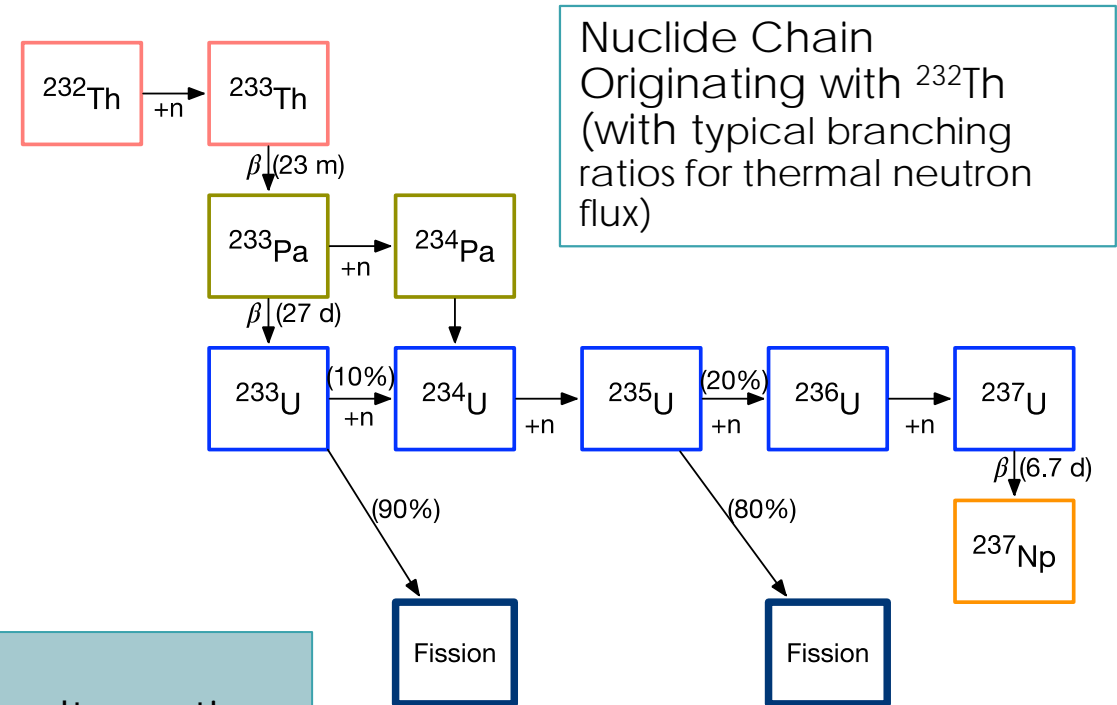 Nuclide Chain
Originating with ²³²Th
(with typical branching
ratios for thermal neutron
flux)
²³²Th
+n
²³³Th
β (23 m)
²³³Pa
+n
²³⁴Pa
β (27 d)
²³³U
(10%)
+n
²³⁴U
+n
²³⁵U
(20%)
+n
²³⁶U
+n
²³⁷U
β (6.7 d)
(90%)
(80%)
²³⁷Np
Fission
Fission